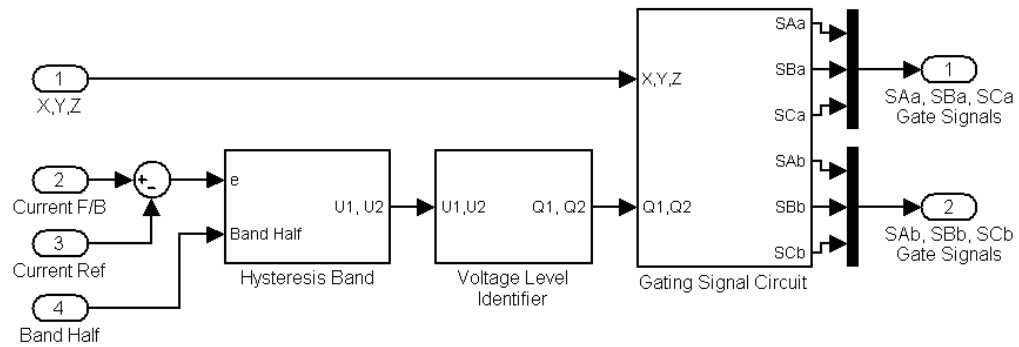 1
X,Y,Z
2
Current F/B
3
Current Ref
4
Band Half
+
-
e
Band Half
U1, U2
Hysteresis Band
U1,U2
Q1, Q2
Voltage Level
Identifier
X,Y,Z
Q1,Q2
SAa
SBa
SCa
SAb
SBb
SCb
Gating Signal Circuit
1
SAa, SBa, SCa
Gate Signals
2
SAb, SBb, SCb
Gate Signals